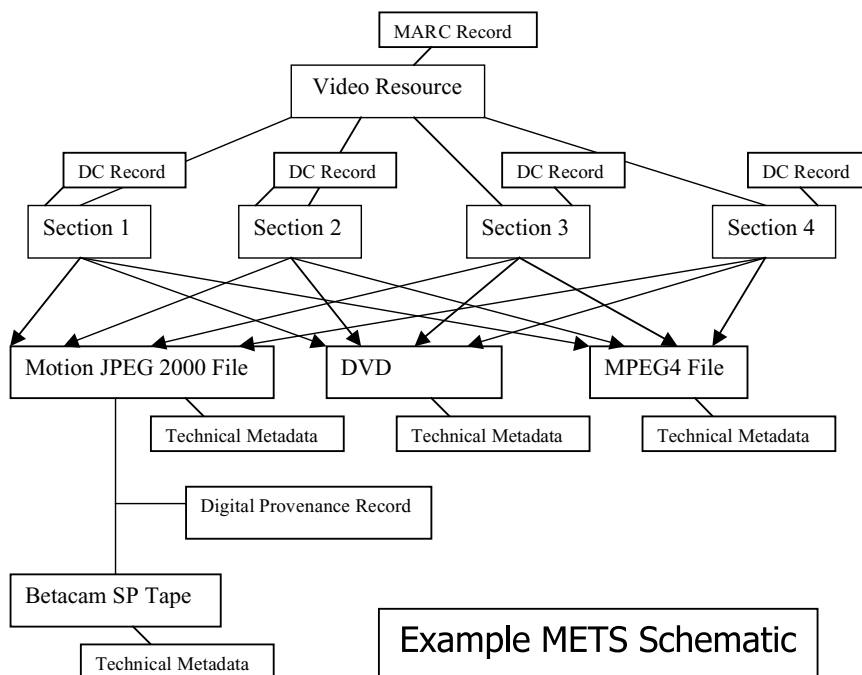 MARC Record
Video Resource
DC Record
DC Record
DC Record
DC Record
Section 1
Section 2
Section 3
Section 4
Motion JPEG 2000 File
DVD
MPEG4 File
Technical Metadata
Technical Metadata
Technical Metadata
Digital Provenance Record
Betacam SP Tape
Example METS Schematic
Technical Metadata